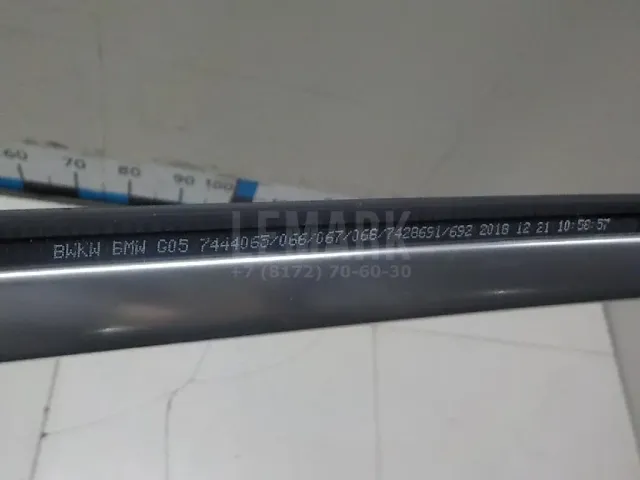 60 70 80 90 100
LEMARK
BWKW BMW G05 7444065/066/067/068/7428691/692 2018 12 21 10:58:57
+7 (8172) 70-60-30